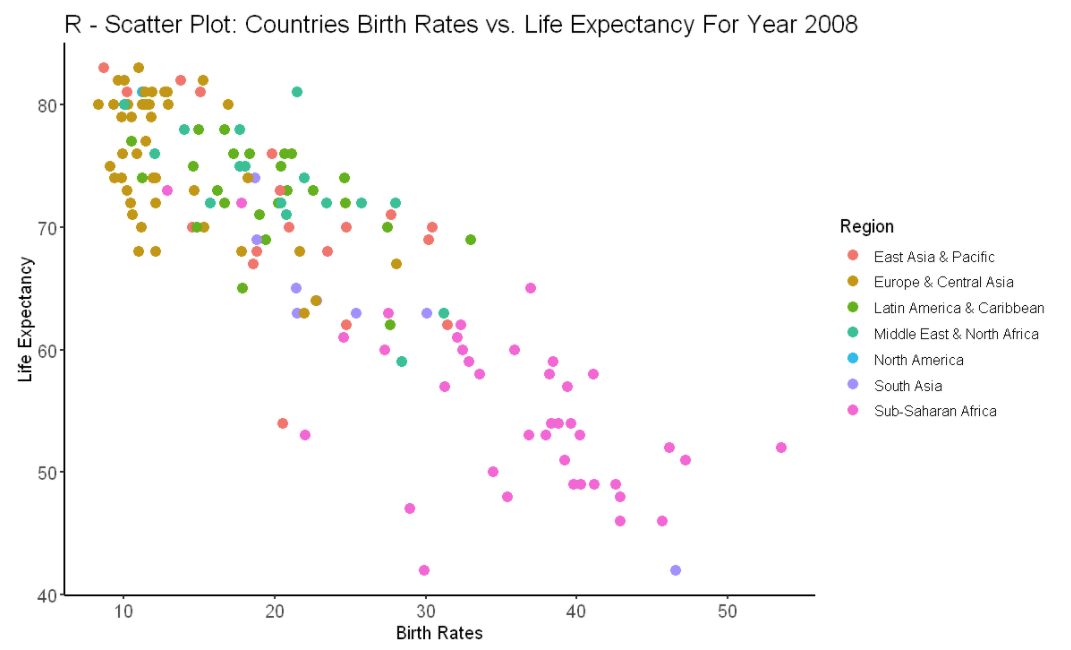 R - Scatter Plot: Countries Birth Rates vs. Life Expectancy For Year 2008
Life Expectancy
80
70
60
50
40
10 20 30 40 50
Birth Rates
Region
East Asia & Pacific
Europe & Central Asia
Latin America & Caribbean
Middle East & North Africa
North America
South Asia
Sub-Saharan Africa